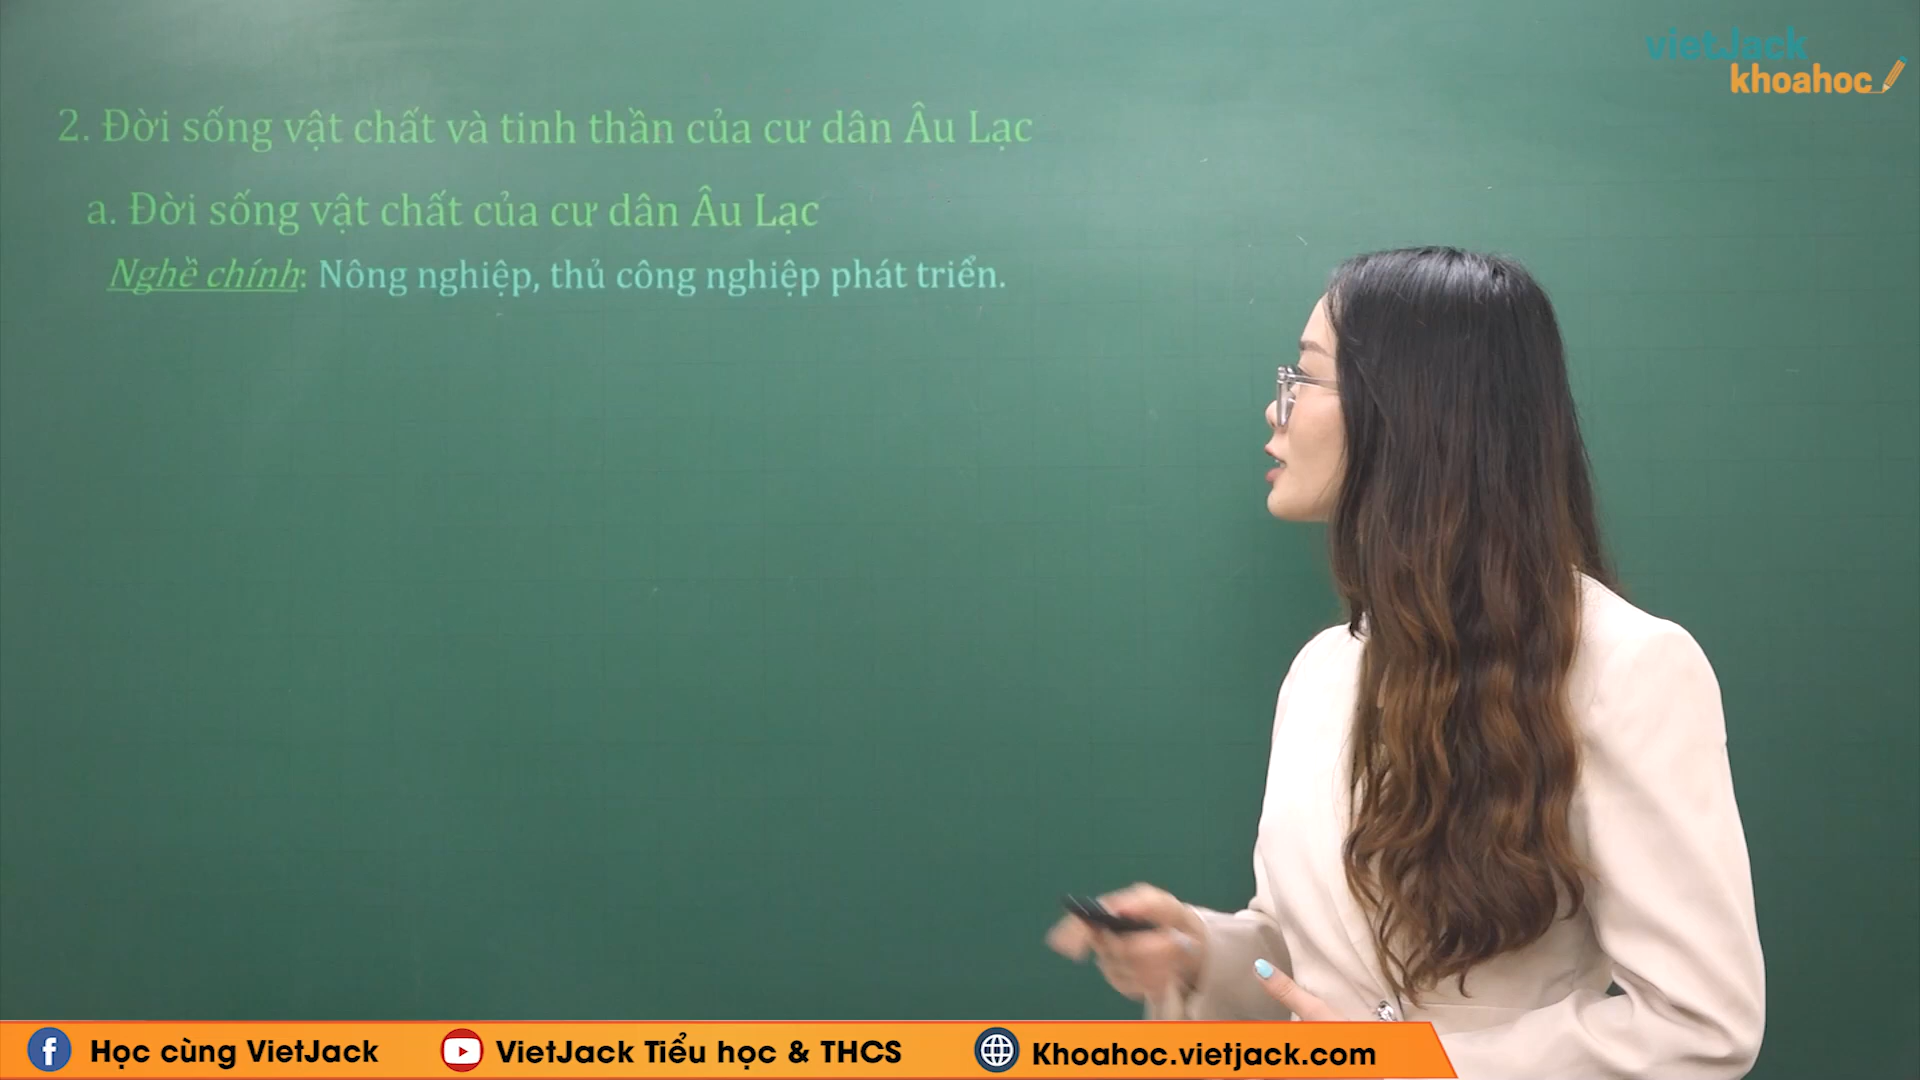 vietJack
khoahoc
2. Đời sống vật chất và tinh thần của cư dân Âu Lạc
a. Đời sống vật chất của cư dân Âu Lạc
Nghề chính: Nông nghiệp, thủ công nghiệp phát triển.
Học cùng VietJack
VietJack Tiểu học & THCS
Khoahoc.vietjack.com